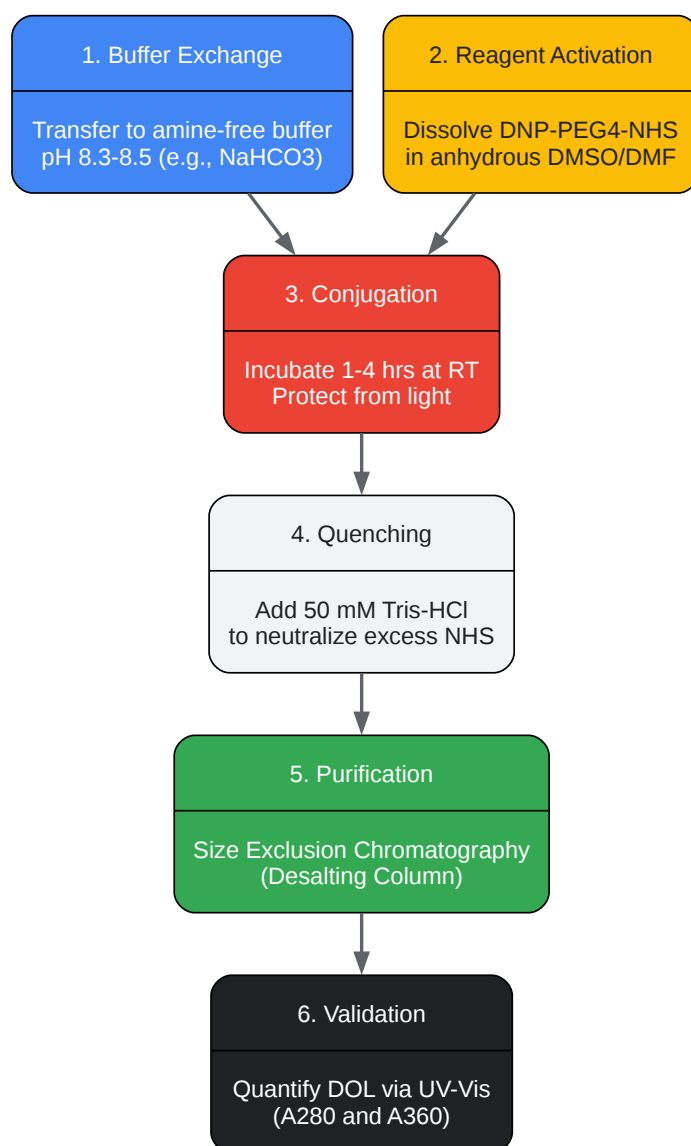 1. Buffer Exchange
Transfer to amine-free buffer
pH 8.3-8.5 (e.g., NaHCO3)
2. Reagent Activation
Dissolve DNP-PEG4-NHS
in anhydrous DMSO/DMF
3. Conjugation
Incubate 1-4 hrs at RT
Protect from light
4. Quenching
Add 50 mM Tris-HCl
to neutralize excess NHS
5. Purification
Size Exclusion Chromatography
(Desalting Column)
6. Validation
Quantify DOL via UV-Vis
(A280 and A360)